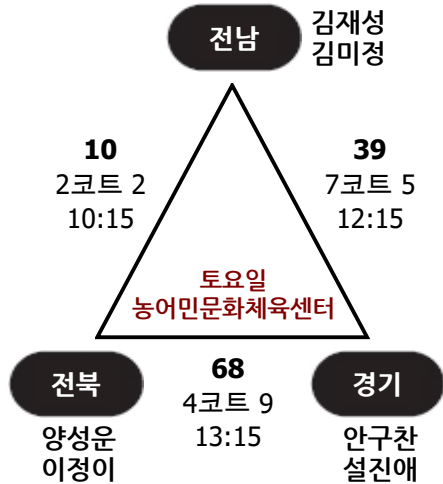 전남
김재성
김미정
10
2코트 2
10:15
39
7코트 5
12:15
토요일
농어민문화체육센터
전북
68
4코트 9
13:15
경기
양성운
이정이
안구찬
설진애